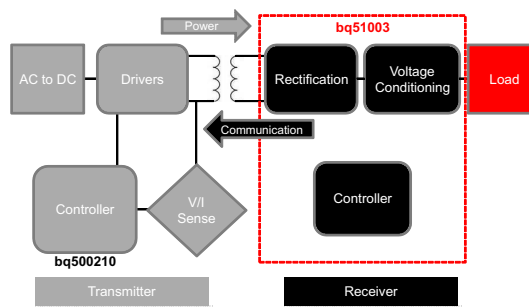 Power
bq51003
AC to DC
Drivers
Rectification
Voltage
Conditioning
Load
Communication
Controller
V/I
Sense
Controller
bq500210
Transmitter
Receiver